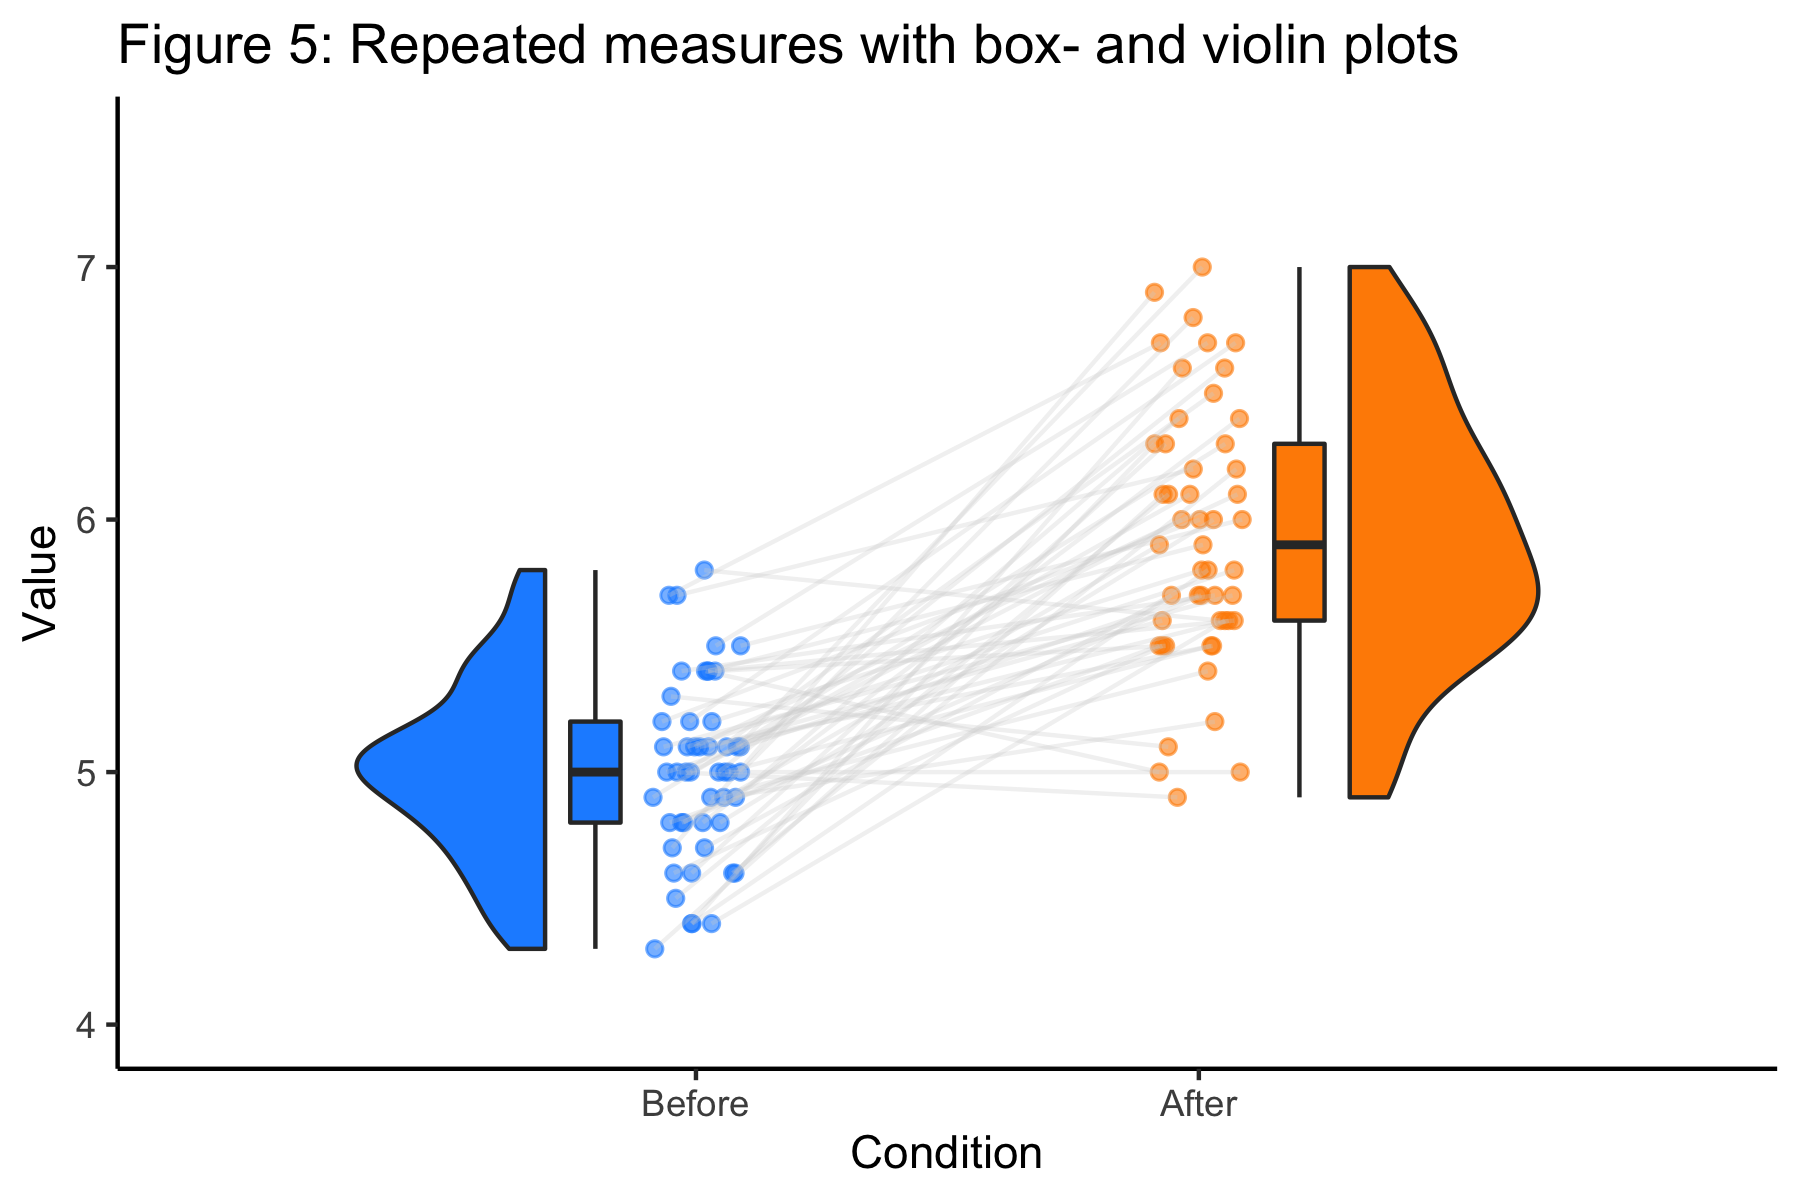 Figure 5: Repeated measures with box- and violin plots
Value
7
6
5
4
Before
After
Condition